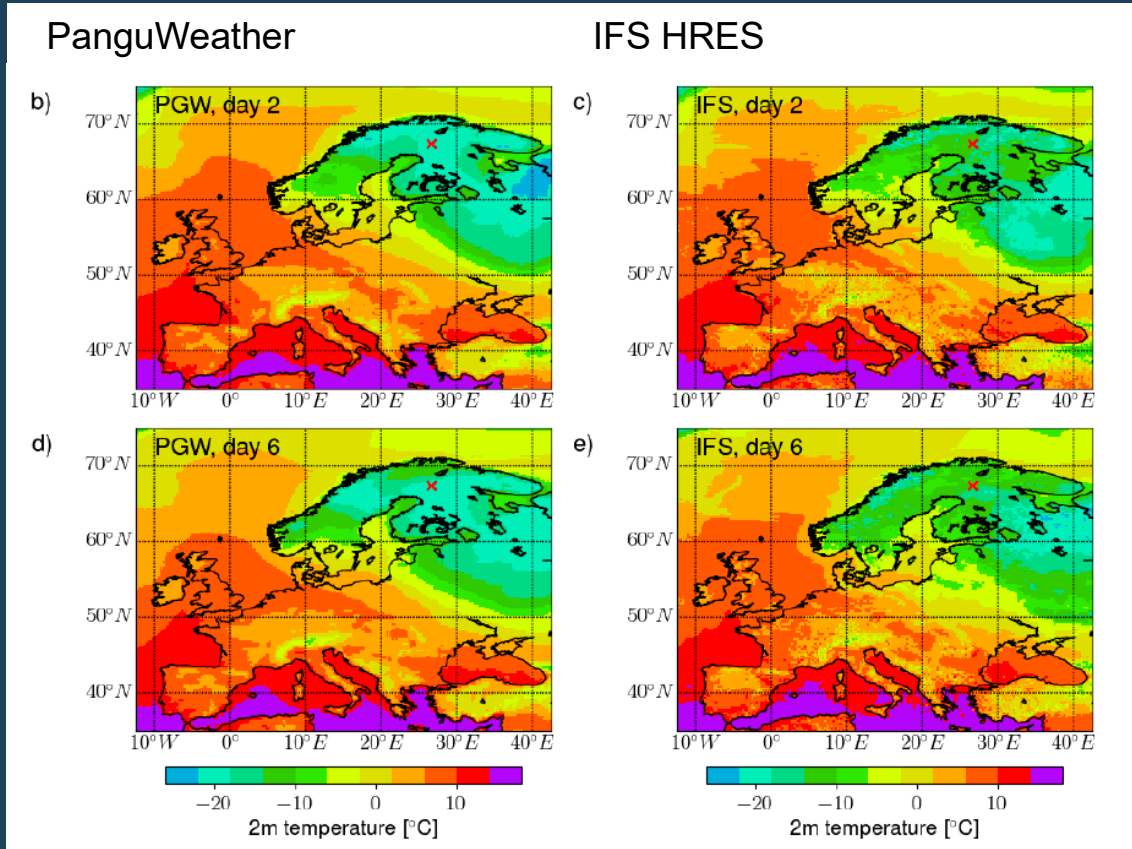 PanguWeather IFS HRES
b) PGW, day 2 c) IFS, day 2
70°N 70°N
60°N 60°N
50°N 50°N
40°N 40°N
10°W 0° 10°E 20°E 30°E 40°E 10°W 0° 10°E 20°E 30°E 40°E
d) PGW, day 6 e) IFS, day 6
70°N 70°N
60°N 60°N
50°N 50°N
40°N 40°N
10°W 0° 10°E 20°E 30°E 40°E 10°W 0° 10°E 20°E 30°E 40°E
−20 −10 0 10 −20 −10 0 10
2m temperature [°C] 2m temperature [°C]